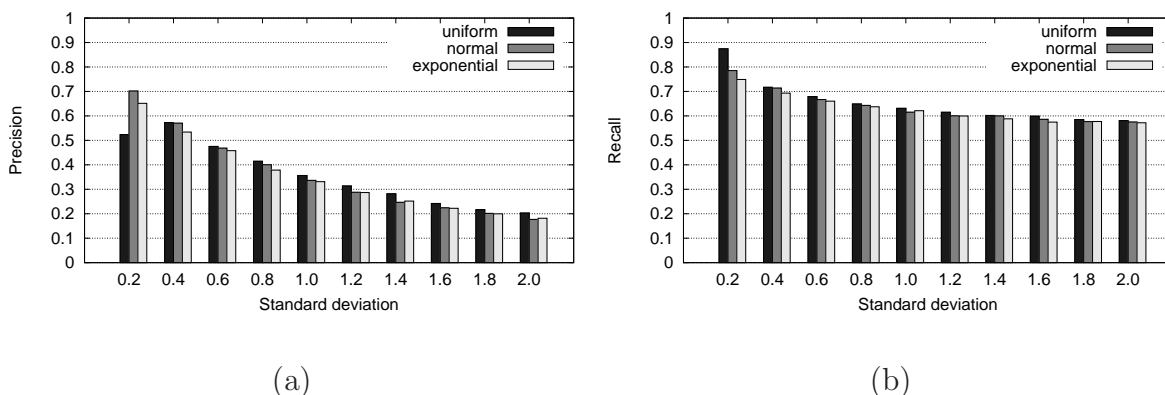 1
0.9
0.8
0.7
0.6
0.5
0.4
0.3
0.2
0.1
0
Precision
uniform
normal
exponential
0.2 0.4 0.6 0.8 1.0 1.2 1.4 1.6 1.8 2.0
Standard deviation
(a)
1
0.9
0.8
0.7
0.6
0.5
0.4
0.3
0.2
0.1
0
Recall
uniform
normal
exponential
0.2 0.4 0.6 0.8 1.0 1.2 1.4 1.6 1.8 2.0
Standard deviation
(b)